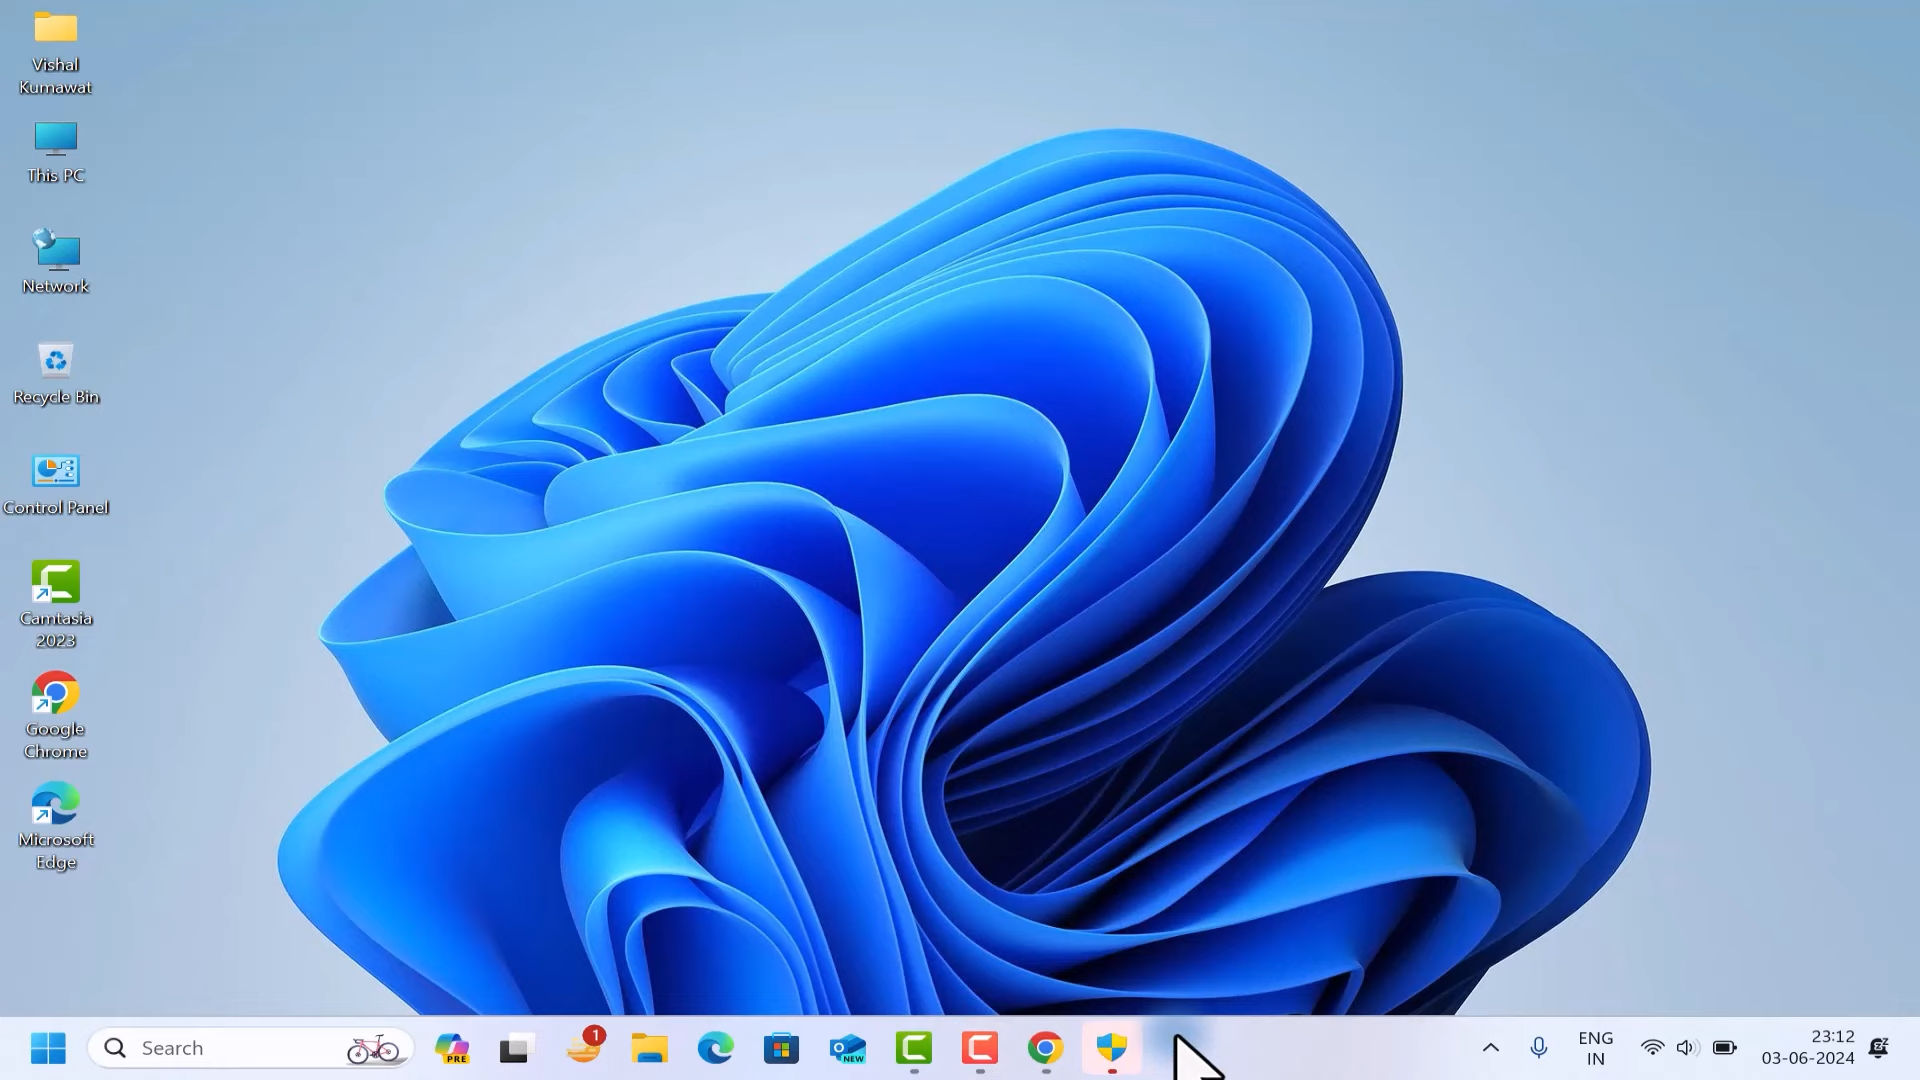 Vishal
Kumawat
This PC
Network
Recycle Bin
Control Panel
Camtasia
2023
Google
Chrome
Microsoft
Edge
Search
PRE
1
NEW
ENG
IN
23:12
03-06-2024